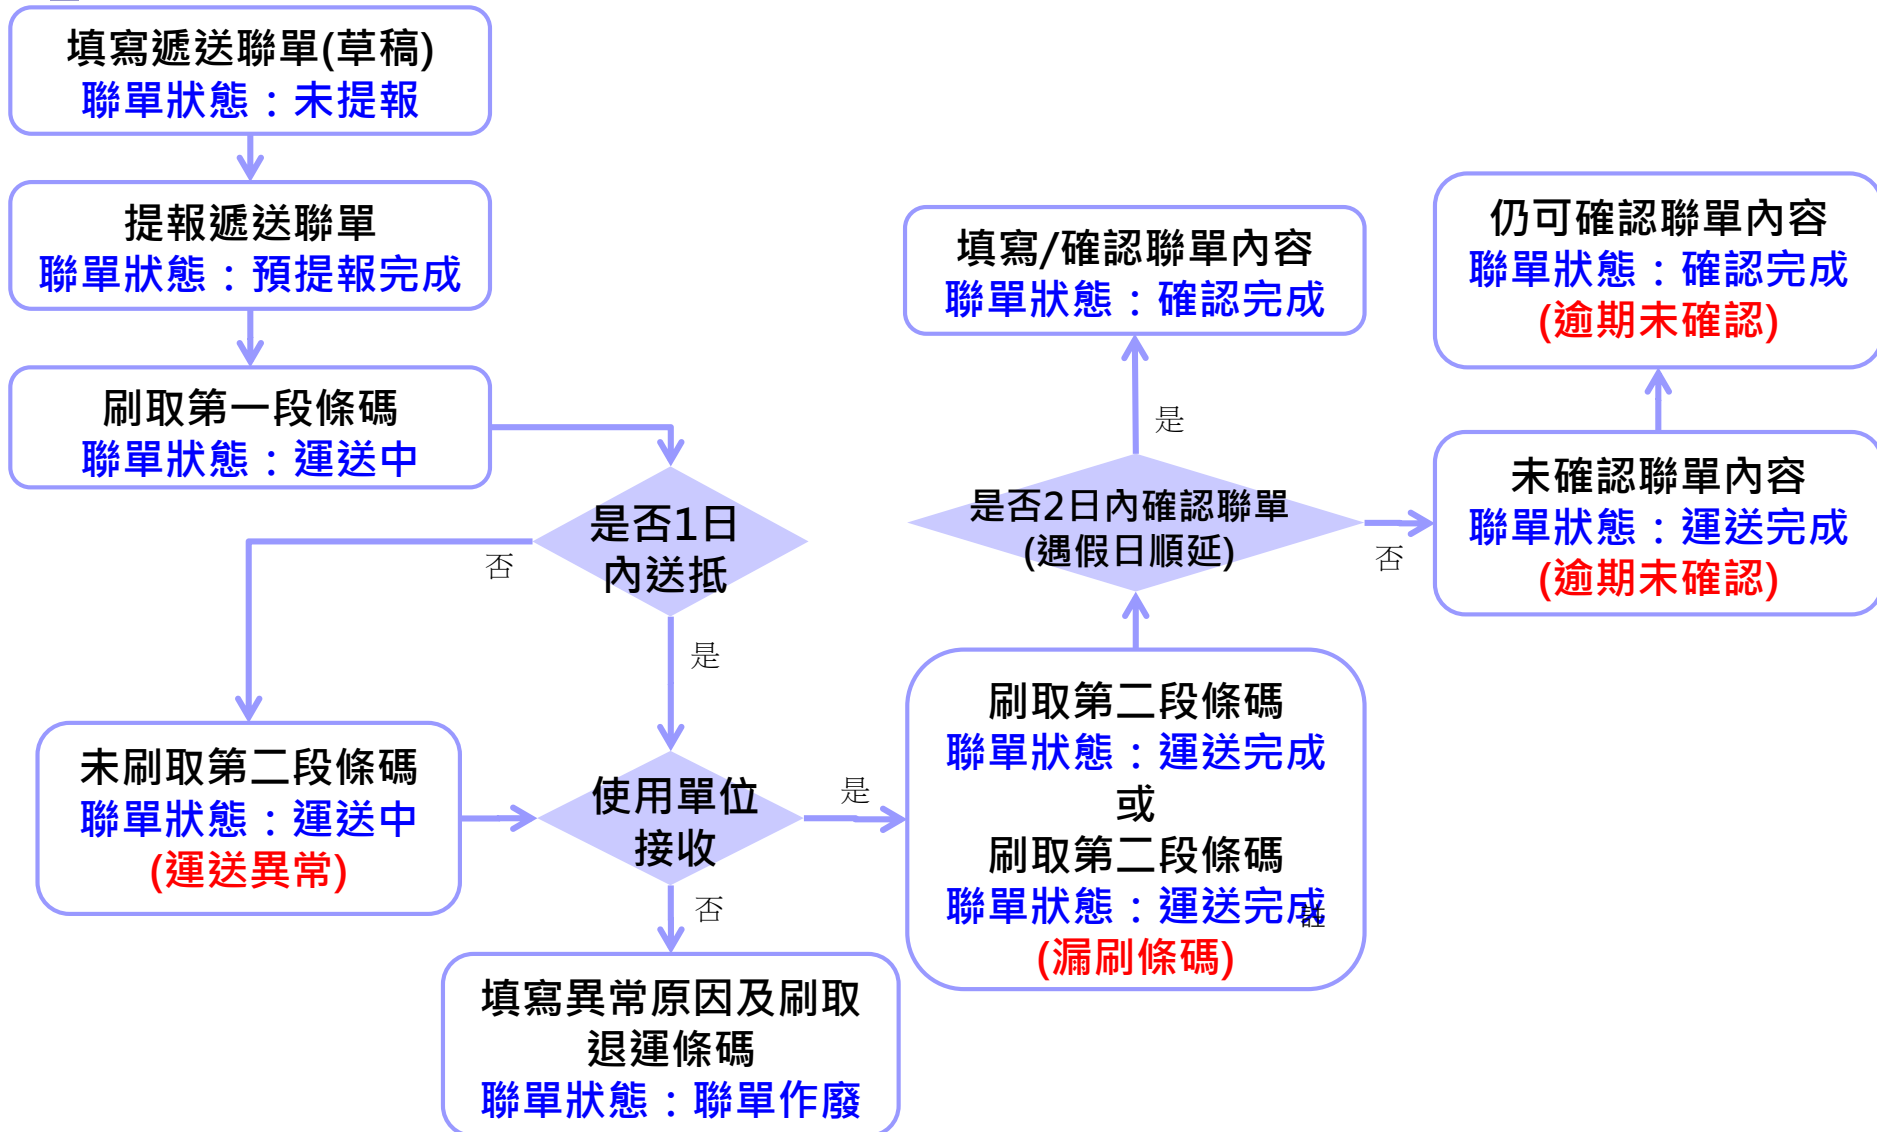 填寫遞送聯單(草稿)
聯單狀態：未提報
提報遞送聯單
聯單狀態：預提報完成
刷取第一段條碼
聯單狀態：運送中
是否1日
內送抵
否
是
未刷取第二段條碼
聯單狀態：運送中
(運送異常)
使用單位
接收
是
否
填寫異常原因及刷取
退運條碼
聯單狀態：聯單作廢
刷取第二段條碼
聯單狀態：運送完成
或
刷取第二段條碼
聯單狀態：運送完成
註
(漏刷條碼)
是否2日內確認聯單
(遇假日順延)
是
否
填寫/確認聯單內容
聯單狀態：確認完成
未確認聯單內容
聯單狀態：運送完成
(逾期未確認)
仍可確認聯單內容
聯單狀態：確認完成
(逾期未確認)